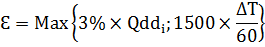 Ɛ = Max{3% × Qdd_i; 1500 × ΔT/60}